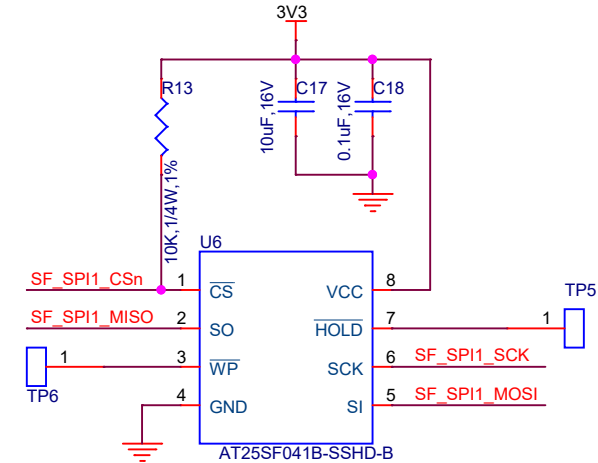 3V3
R13
C17
C18
10uF,16V
0.1uF,16V
10K,1/4W,1%
U6
SF_SPI1_CSn
1
CS
VCC
8
TP5
SF_SPI1_MISO
2
SO
HOLD
7
1
1
3
WP
SCK
6
SF_SPI1_SCK
TP6
4
GND
SI
5
SF_SPI1_MOSI
AT25SF041B-SSHD-B